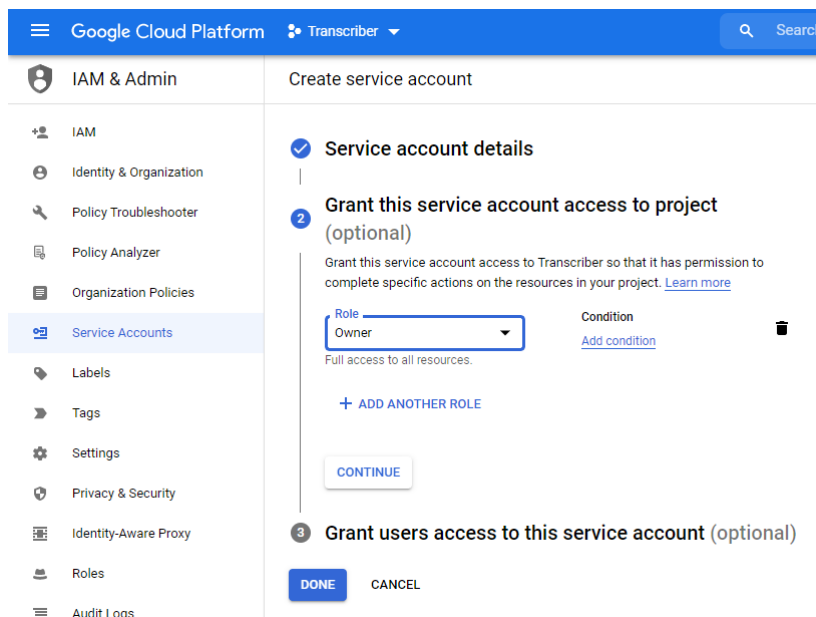 Google Cloud Platform
Transcriber
Search
IAM & Admin
Create service account
IAM
Identity & Organization
Policy Troubleshooter
Policy Analyzer
Organization Policies
Service Accounts
Labels
Tags
Settings
Privacy & Security
Identity-Aware Proxy
Roles
Audit Logs
Service account details
2
Grant this service account access to project
(optional)
Grant this service account access to Transcriber so that it has permission to
complete specific actions on the resources in your project. Learn more
Role
Owner
Full access to all resources.
Condition
Add condition
+ ADD ANOTHER ROLE
CONTINUE
3
Grant users access to this service account (optional)
DONE
CANCEL